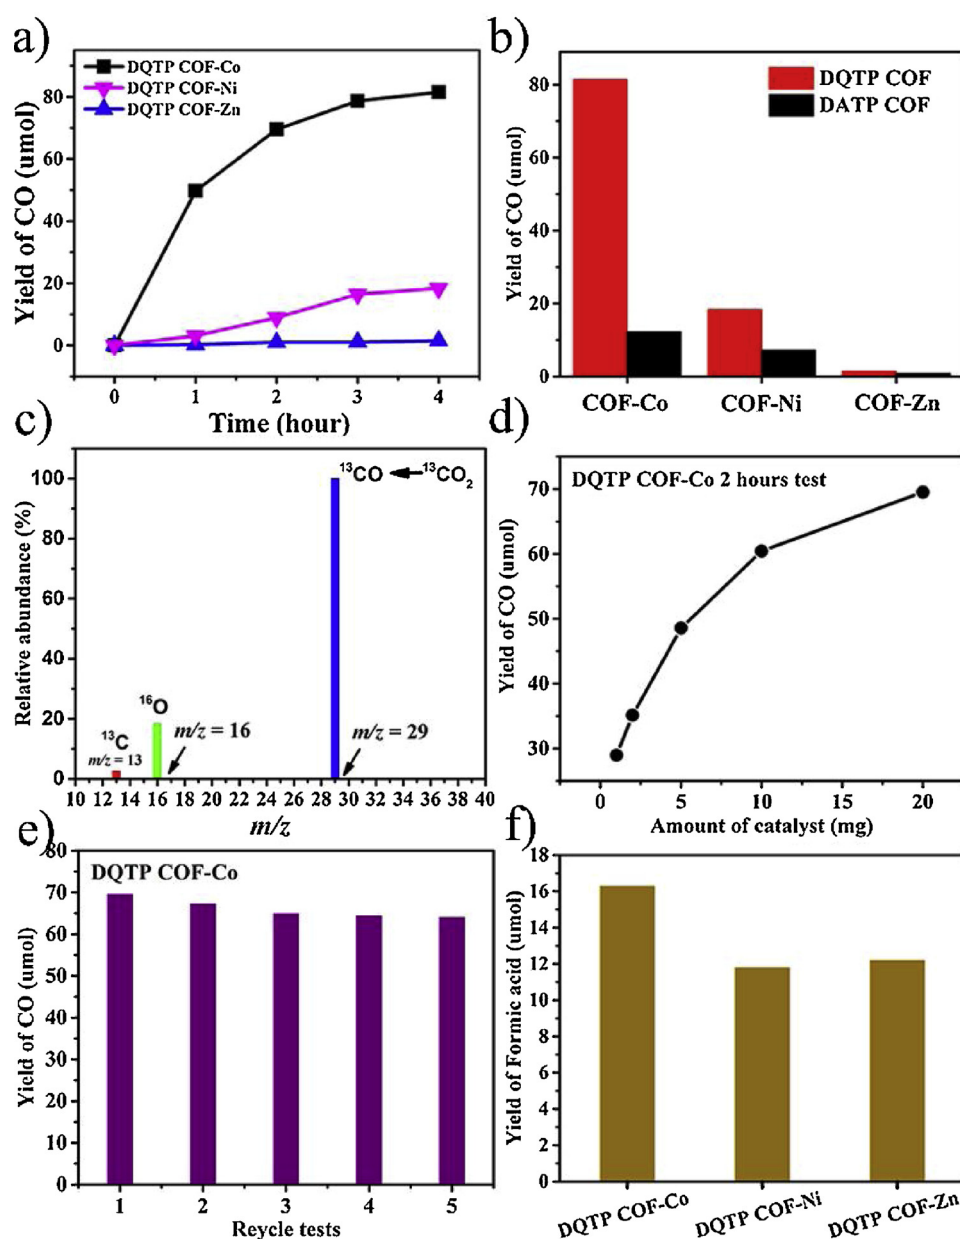 a)
DQTP COF-Co
DQTP COF-Ni
DQTP COF-Zn
80
60
40
20
0
Yield of CO (umol)
0 1 2 3 4
Time (hour)
b)
DQTP COF
DATP COF
80
60
40
20
0
Yield of CO (umol)
COF-Co COF-Ni COF-Zn
c)
¹³CO ¹³CO₂
100
80
60
40
20
0
Relative abundance (%)
¹⁶O
m/z = 16
¹³C
m/z = 13
m/z = 29
10 12 14 16 18 20 22 24 26 28 30 32 34 36 38 40
m/z
d)
DQTP COF-Co 2 hours test
70
60
50
40
30
Yield of CO (umol)
0 5 10 15 20
Amount of catalyst (mg)
e)
DQTP COF-Co
80
70
60
50
40
30
20
10
0
Yield of CO (umol)
1 2 3 4 5
Reycle tests
f)
18
16
14
12
10
8
6
4
2
0
Yield of Formic acid (umol)
DQTP COF-Co DQTP COF-Ni DQTP COF-Zn